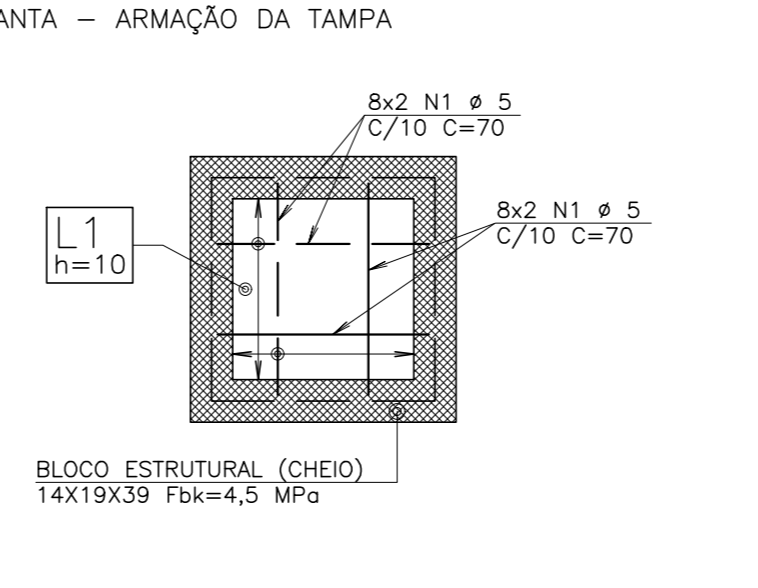 ANTA – ARMAÇÃO DA TAMPA
8x2 N1 ø 5
C/10 C=70
8x2 N1 ø 5
C/10 C=70
L1
h=10
BLOCO ESTRUTURAL (CHEIO)
14X19X39 Fbk=4,5 MPa